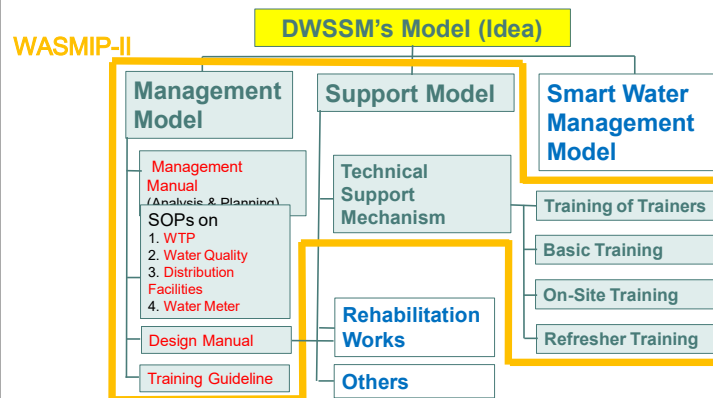 DWSSM's Model (Idea)
WASMIP-II
Management
Model
Support Model
Smart Water
Management
Model
Management
Manual
(Analysis & Planning)
SOPs on
1. WTP
2. Water Quality
3. Distribution
Facilities
4. Water Meter
Design Manual
Training Guideline
Technical
Support
Mechanism
Rehabilitation
Works
Others
Training of Trainers
Basic Training
On-Site Training
Refresher Training